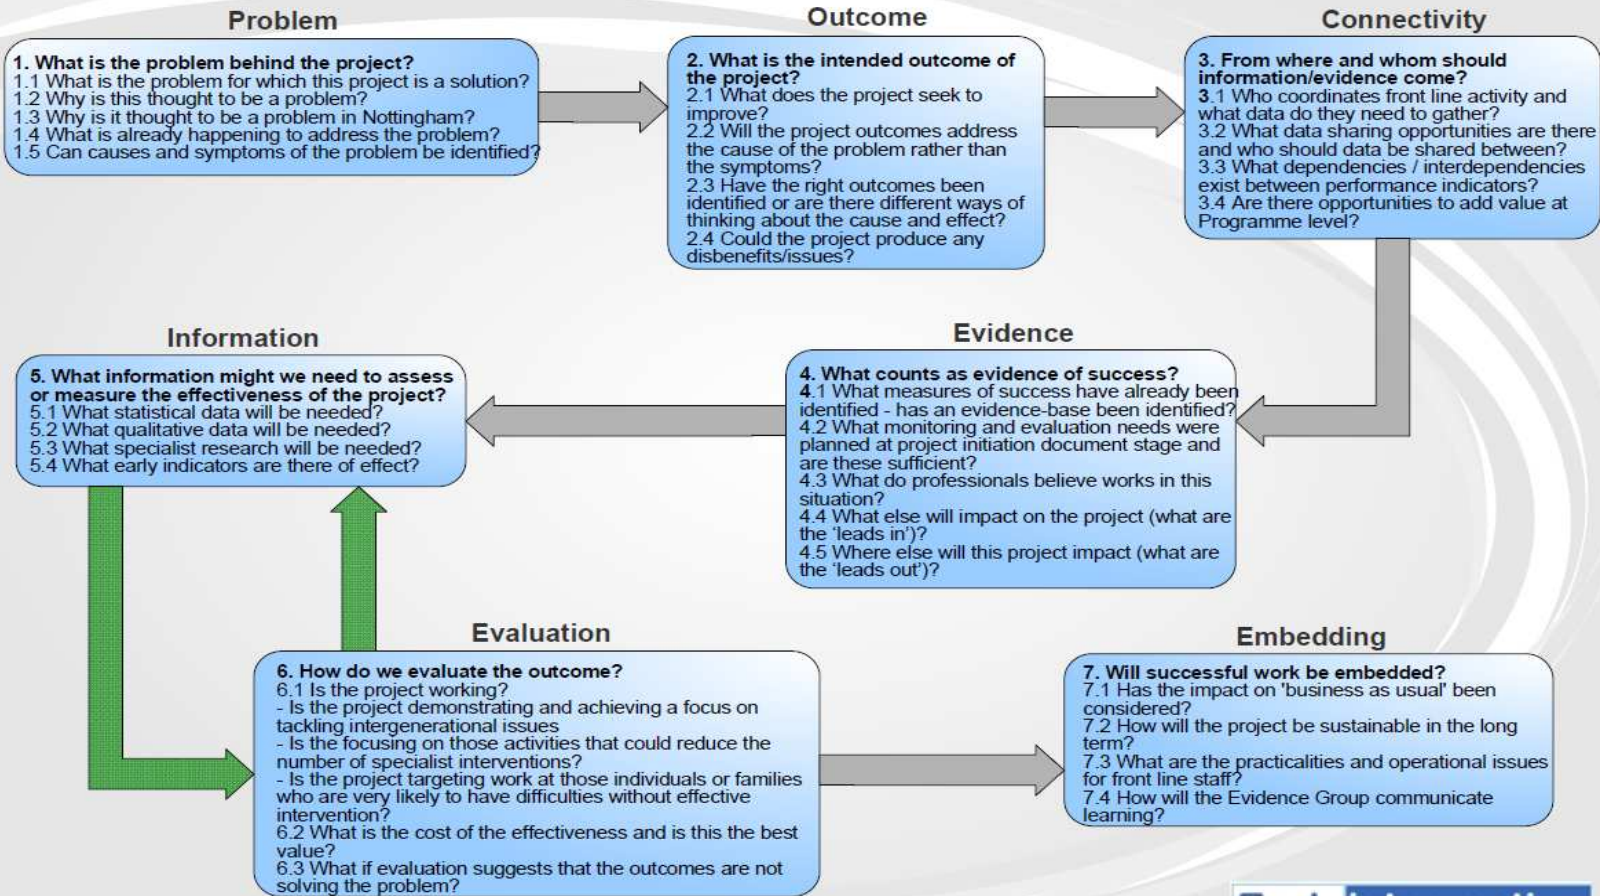 Problem
1. What is the problem behind the project?
1.1 What is the problem for which this project is a solution?
1.2 Why is this thought to be a problem?
1.3 Why is it thought to be a problem in Nottingham?
1.4 What is already happening to address the problem?
1.5 Can causes and symptoms of the problem be identified?
Outcome
2. What is the intended outcome of
the project?
2.1 What does the project seek to
improve?
2.2 Will the project outcomes address
the cause of the problem rather than
the symptoms?
2.3 Have the right outcomes been
identified or are there different ways of
thinking about the cause and effect?
2.4 Could the project produce any
disbenefits/issues?
Connectivity
3. From where and whom should
information/evidence come?
3.1 Who coordinates front line activity and
what data do they need to gather?
3.2 What data sharing opportunities are there
and who should data be shared between?
3.3 What dependencies / interdependencies
exist between performance indicators?
3.4 Are there opportunities to add value at
Programme level?
Evidence
4. What counts as evidence of success?
4.1 What measures of success have already been
identified - has an evidence-base been identified?
4.2 What monitoring and evaluation needs were
planned at project initiation document stage and
are these sufficient?
4.3 What do professionals believe works in this
situation?
4.4 What else will impact on the project (what are
the ‘leads in’)?
4.5 Where else will this project impact (what are
the ‘leads out’)?
Information
5. What information might we need to assess
or measure the effectiveness of the project?
5.1 What statistical data will be needed?
5.2 What qualitative data will be needed?
5.3 What specialist research will be needed?
5.4 What early indicators are there of effect?
Evaluation
6. How do we evaluate the outcome?
6.1 Is the project working?
- Is the project demonstrating and achieving a focus on
tackling intergenerational issues
- Is the focusing on those activities that could reduce the
number of specialist interventions?
- Is the project targeting work at those individuals or families
who are very likely to have difficulties without effective
intervention?
6.2 What is the cost of the effectiveness and is this the best
value?
6.3 What if evaluation suggests that the outcomes are not
solving the problem?
Embedding
7. Will successful work be embedded?
7.1 Has the impact on 'business as usual' been
considered?
7.2 How will the project be sustainable in the long
term?
7.3 What are the practicalities and operational issues
for front line staff?
7.4 How will the Evidence Group communicate
learning?